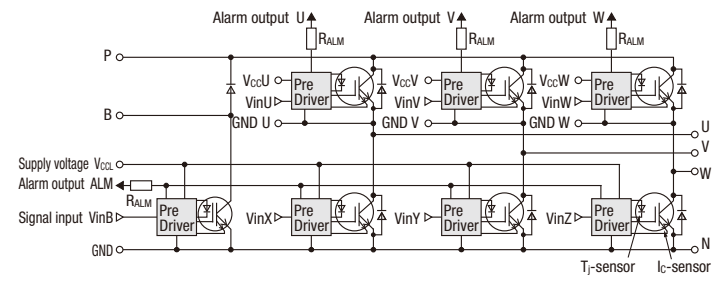 Alarm output U Alarm output V Alarm output W
RALM RALM RALM
P
VccU VccV VccW
Pre Driver Pre Driver Pre Driver
VinU VinV VinW
B
GND U GND V GND W
U
V
Supply voltage VCCL
W
Alarm output ALM
RALM
Signal input VinB VinX VinY VinZ
Pre Driver Pre Driver Pre Driver Pre Driver
GND N
Tj-sensor IC-sensor